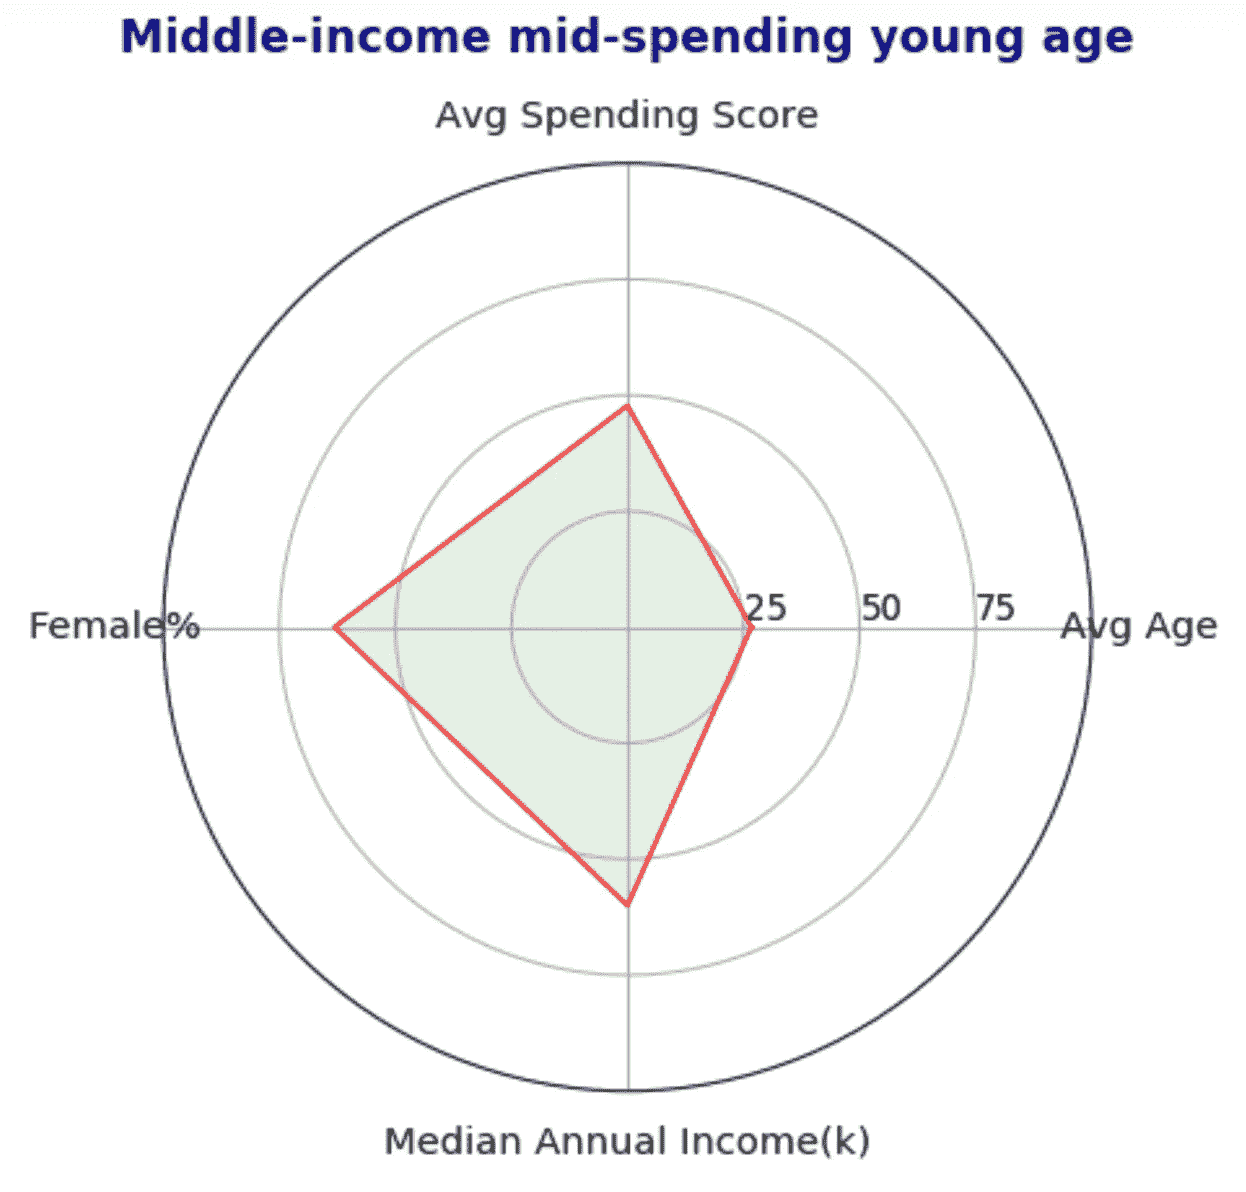 Middle-income mid-spending young age
Avg Spending Score
25
50
75
Female%
Avg Age
Median Annual Income(k)